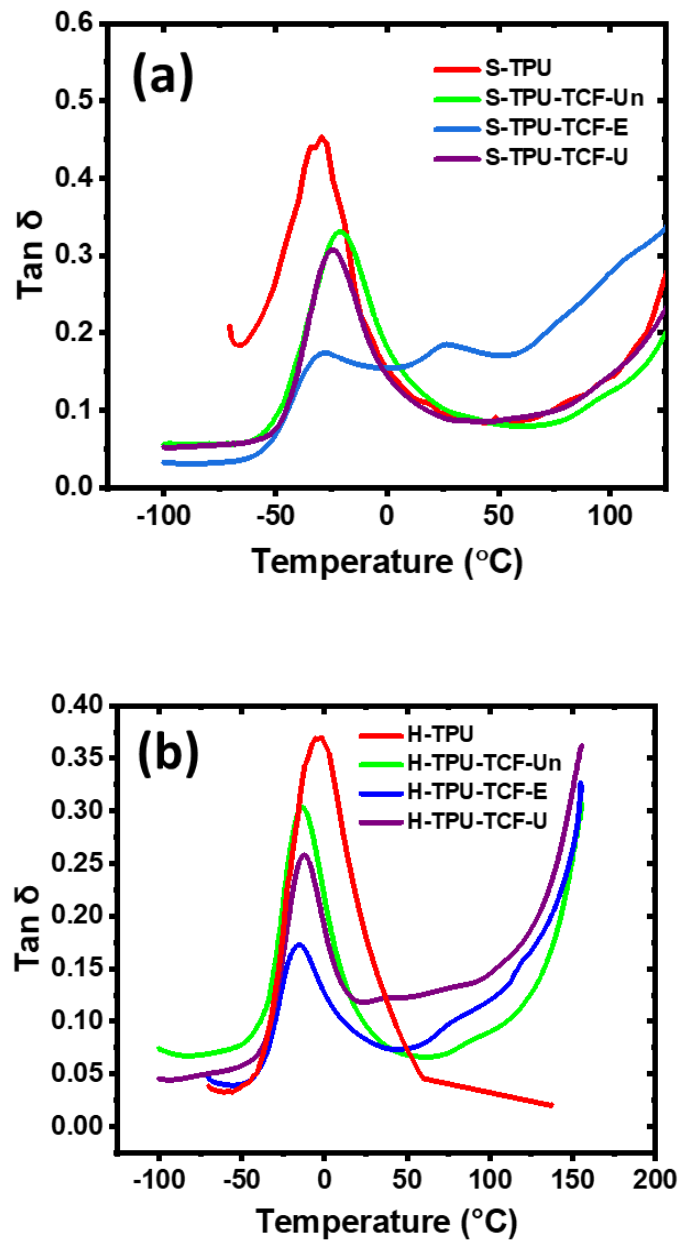 (a)
S-TPU
S-TPU-TCF-Un
S-TPU-TCF-E
S-TPU-TCF-U
Tan δ
0.6
0.5
0.4
0.3
0.2
0.1
0.0
-100 -50 0 50 100
Temperature (°C)
(b)
H-TPU
H-TPU-TCF-Un
H-TPU-TCF-E
H-TPU-TCF-U
Tan δ
0.40
0.35
0.30
0.25
0.20
0.15
0.10
0.05
0.00
-100 -50 0 50 100 150 200
Temperature (°C)